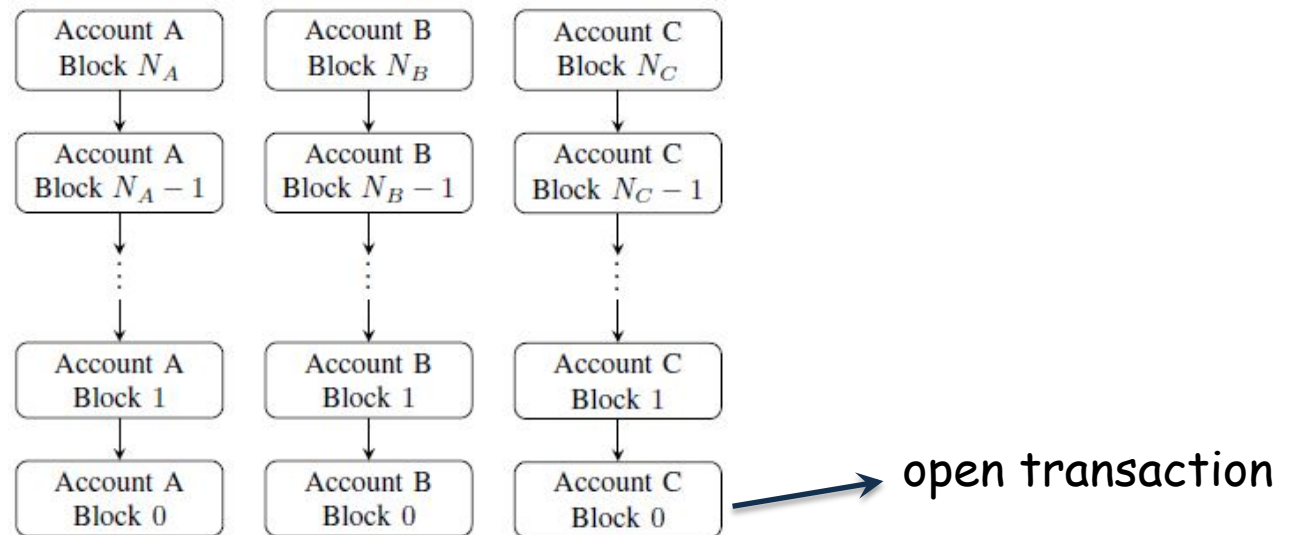 Account A
Block N_A
Account B
Block N_B
Account C
Block N_C
Account A
Block N_A − 1
Account B
Block N_B − 1
Account C
Block N_C − 1
⋮
⋮
⋮
Account A
Block 1
Account B
Block 1
Account C
Block 1
Account A
Block 0
Account B
Block 0
Account C
Block 0
open transaction